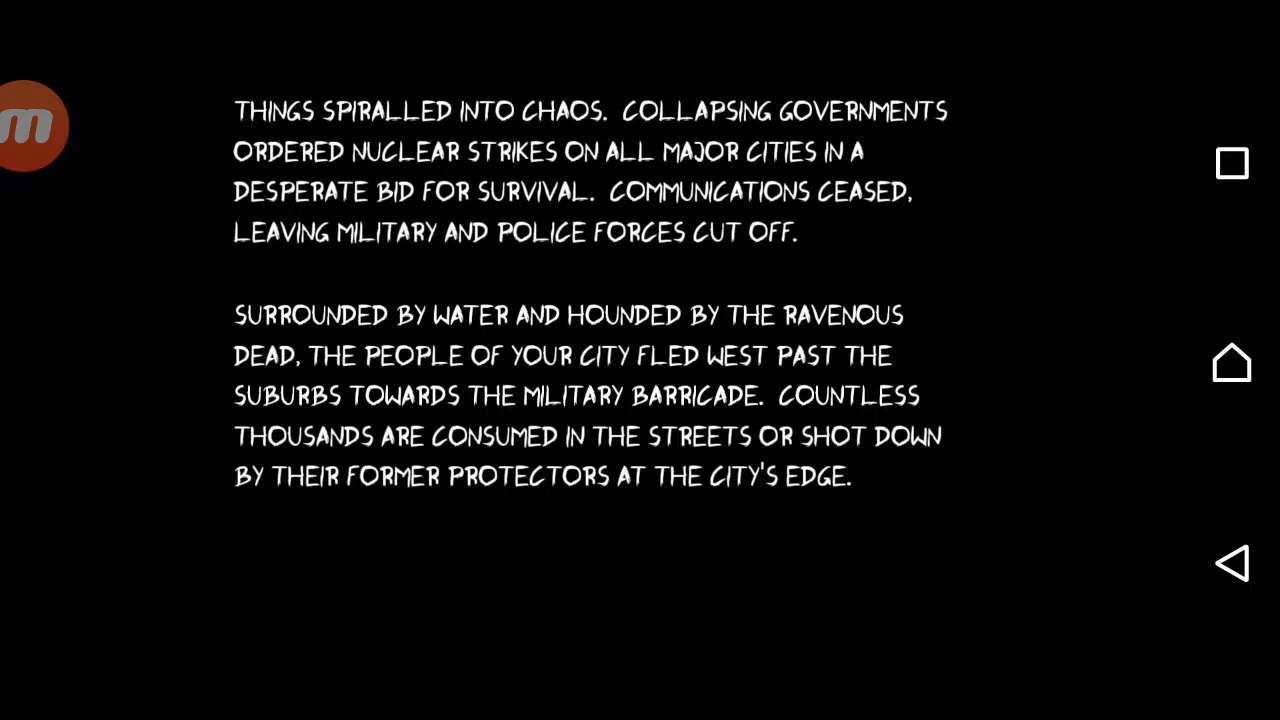 THINGS SPIRALLED INTO CHAOS. COLLAPSING GOVERNMENTS
ORDERED NUCLEAR STRIKES ON ALL MAJOR CITIES IN A
DESPERATE BID FOR SURVIVAL. COMMUNICATIONS CEASED,
LEAVING MILITARY AND POLICE FORCES CUT OFF.
SURROUNDED BY WATER AND HOUNDED BY THE RAVENOUS
DEAD, THE PEOPLE OF YOUR CITY FLED WEST PAST THE
SUBURBS TOWARDS THE MILITARY BARRICADE. COUNTLESS
THOUSANDS ARE CONSUMED IN THE STREETS OR SHOT DOWN
BY THEIR FORMER PROTECTORS AT THE CITY'S EDGE.